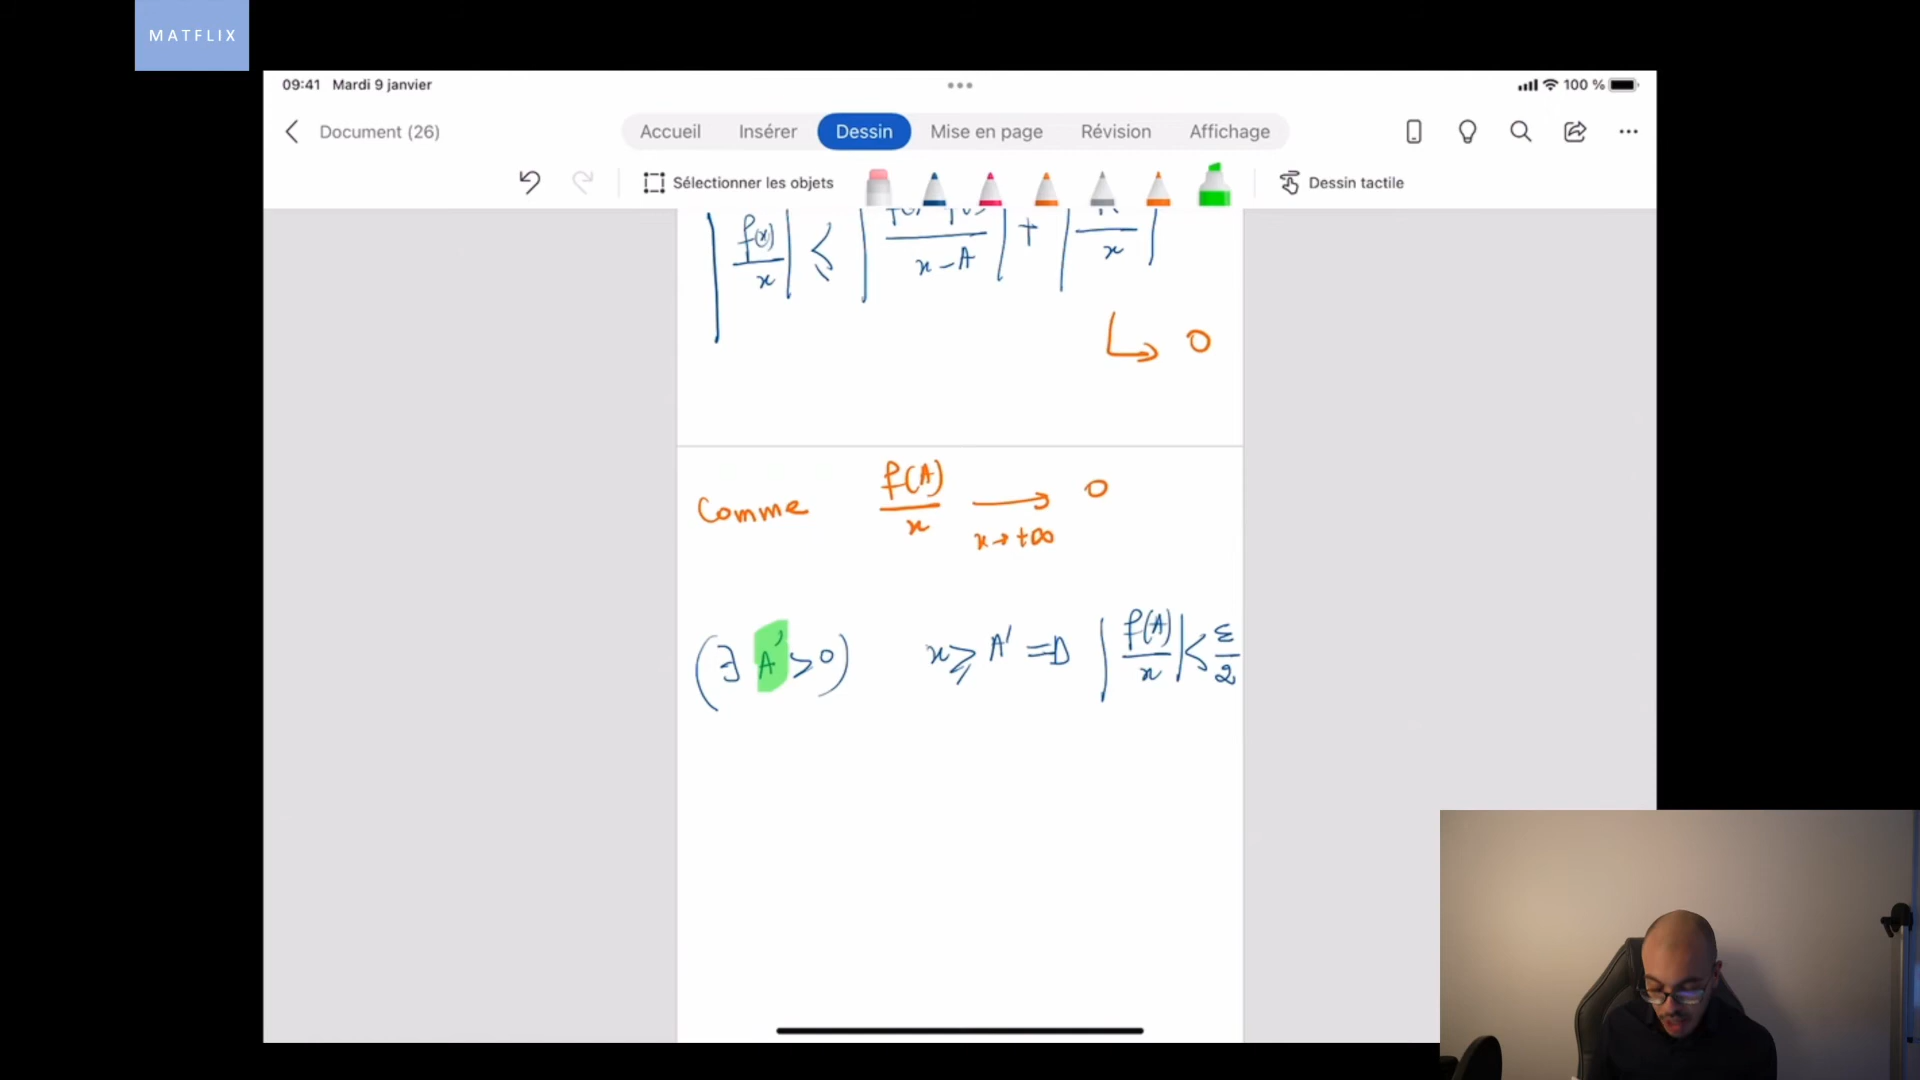 MATFLIX
09:41 Mardi 9 janvier
100 %
Document (26)
Accueil Insérer Dessin Mise en page Révision Affichage
Sélectionner les objets
Dessin tactile
|f(x)/x| ≤ | /x-A| + | /x|
↳ 0
Comme f(A)/x → 0
x→+∞
(∃ A' > 0) x ≥ A' ⇒ |f(A)/x| < ε/2